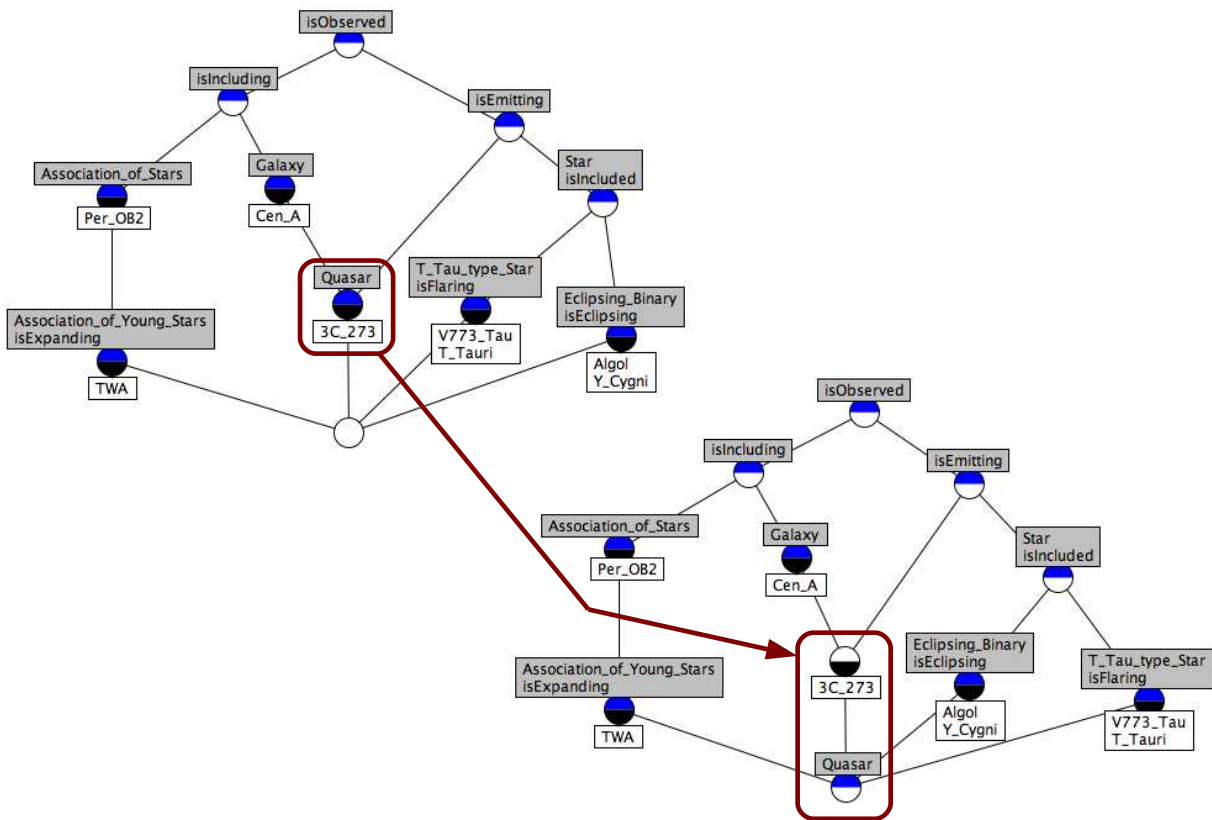 isObserved
isIncluding
isEmitting
Association_of_Stars
Per_OB2
Galaxy
Cen_A
Star
isIncluded
Quasar
3C_273
T_Tau_type_Star
isFlaring
V773_Tau
T_Tauri
Eclipsing_Binary
isEclipsing
Algol
Y_Cygni
Association_of_Young_Stars
isExpanding
TWA
isObserved
isIncluding
isEmitting
Association_of_Stars
Per_OB2
Galaxy
Cen_A
Star
isIncluded
3C_273
Eclipsing_Binary
isEclipsing
Algol
Y_Cygni
T_Tau_type_Star
isFlaring
V773_Tau
T_Tauri
Association_of_Young_Stars
isExpanding
TWA
Quasar